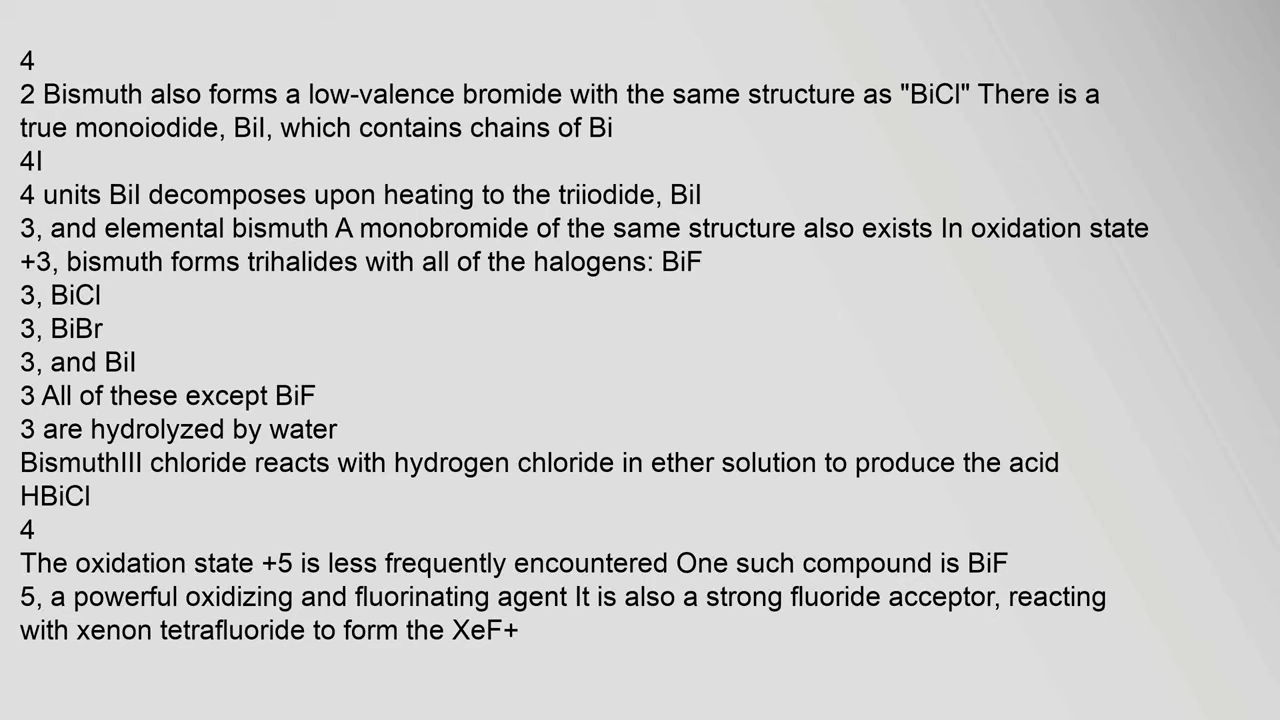 4
2 Bismuth also forms a low-valence bromide with the same structure as "BiCl" There is a
true monoiodide, BiI, which contains chains of Bi
4I
4 units BiI decomposes upon heating to the triiodide, BiI
3, and elemental bismuth A monobromide of the same structure also exists In oxidation state
+3, bismuth forms trihalides with all of the halogens: BiF
3, BiCl
3, BiBr
3, and BiI
3 All of these except BiF
3 are hydrolyzed by water
BismuthIII chloride reacts with hydrogen chloride in ether solution to produce the acid
HBiCl
4
The oxidation state +5 is less frequently encountered One such compound is BiF
5, a powerful oxidizing and fluorinating agent It is also a strong fluoride acceptor, reacting
with xenon tetrafluoride to form the XeF+